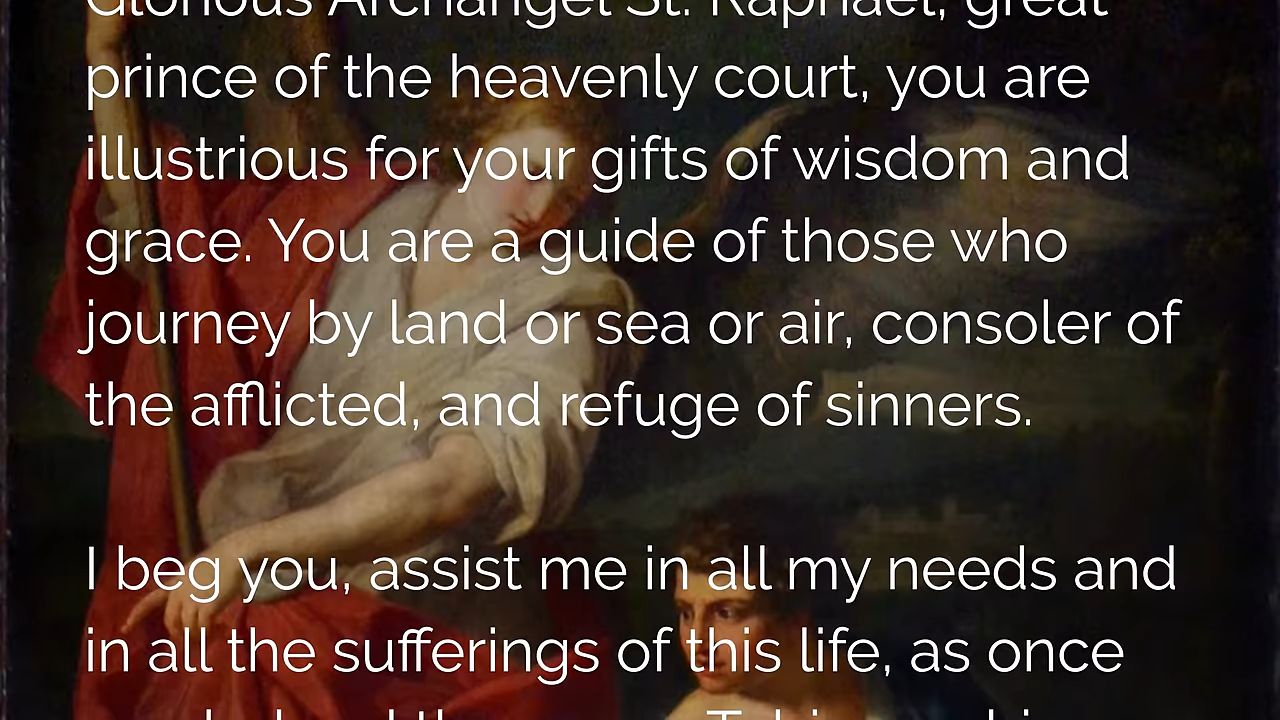 Glorious Archangel St. Raphael, great
prince of the heavenly court, you are
illustrious for your gifts of wisdom and
grace. You are a guide of those who
journey by land or sea or air, consoler of
the afflicted, and refuge of sinners.
I beg you, assist me in all my needs and
in all the sufferings of this life, as once